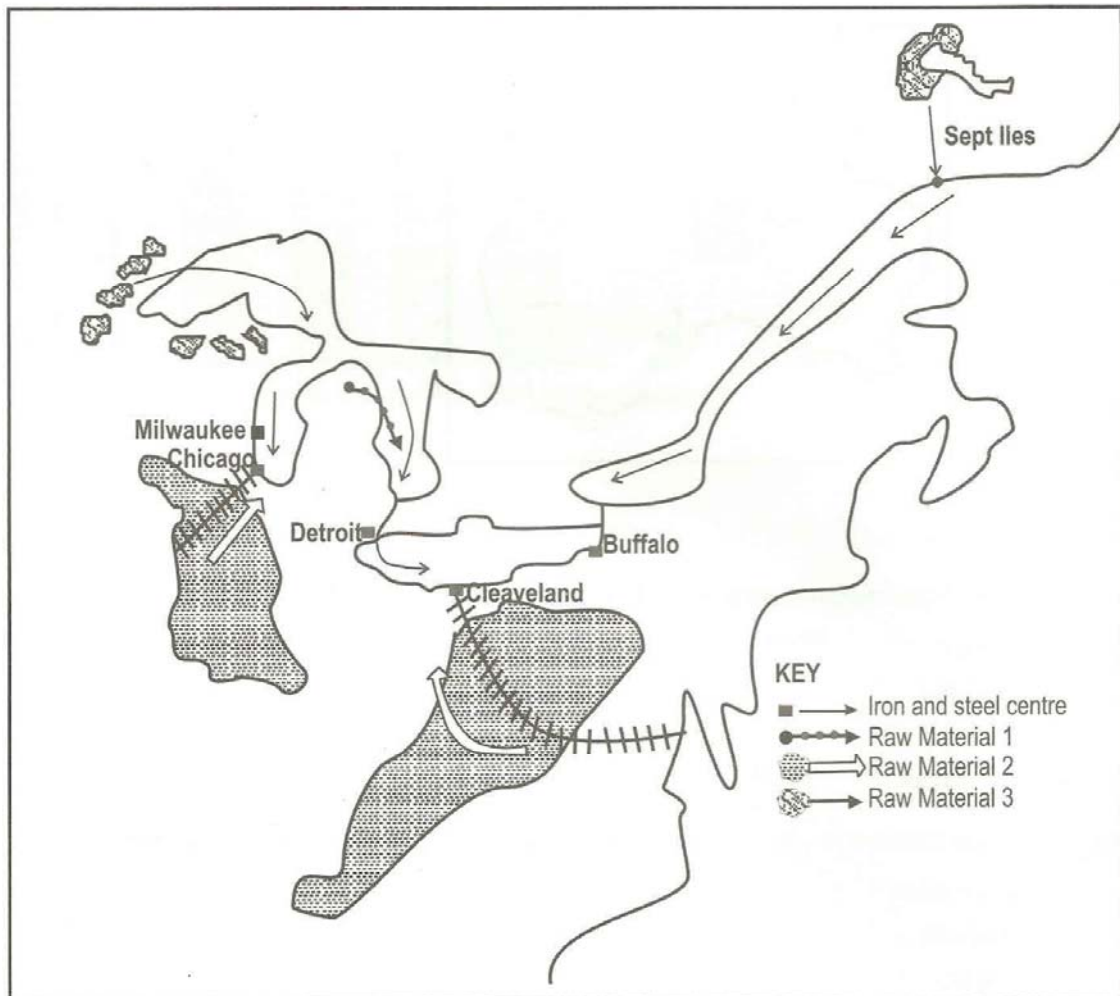 Sept lies
Milwaukee
Chicago
Detroit
Buffalo
Cleaveland
KEY
Iron and steel centre
Raw Material 1
Raw Material 2
Raw Material 3